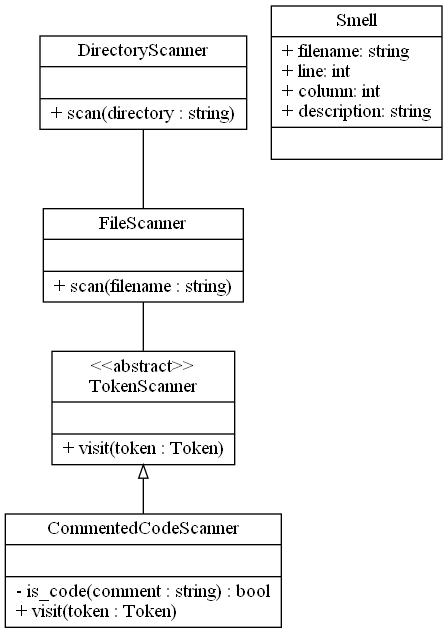 DirectoryScanner
+ scan(directory : string)
Smell
+ filename: string
+ line: int
+ column: int
+ description: string
FileScanner
+ scan(filename : string)
<<abstract>>
TokenScanner
+ visit(token : Token)
CommentedCodeScanner
- is_code(comment : string) : bool
+ visit(token : Token)